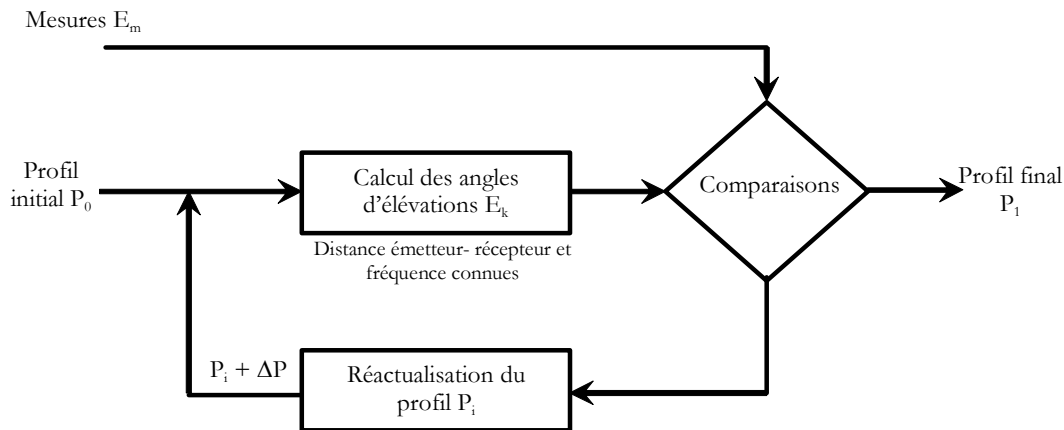 Mesures Eₘ
Profil
initial P₀
Calcul des angles
d'élévations Eₖ
Distance émetteur- récepteur et
fréquence connues
Comparaisons
Profil final
P₁
Pᵢ + ΔP
Réactualisation du
profil Pᵢ